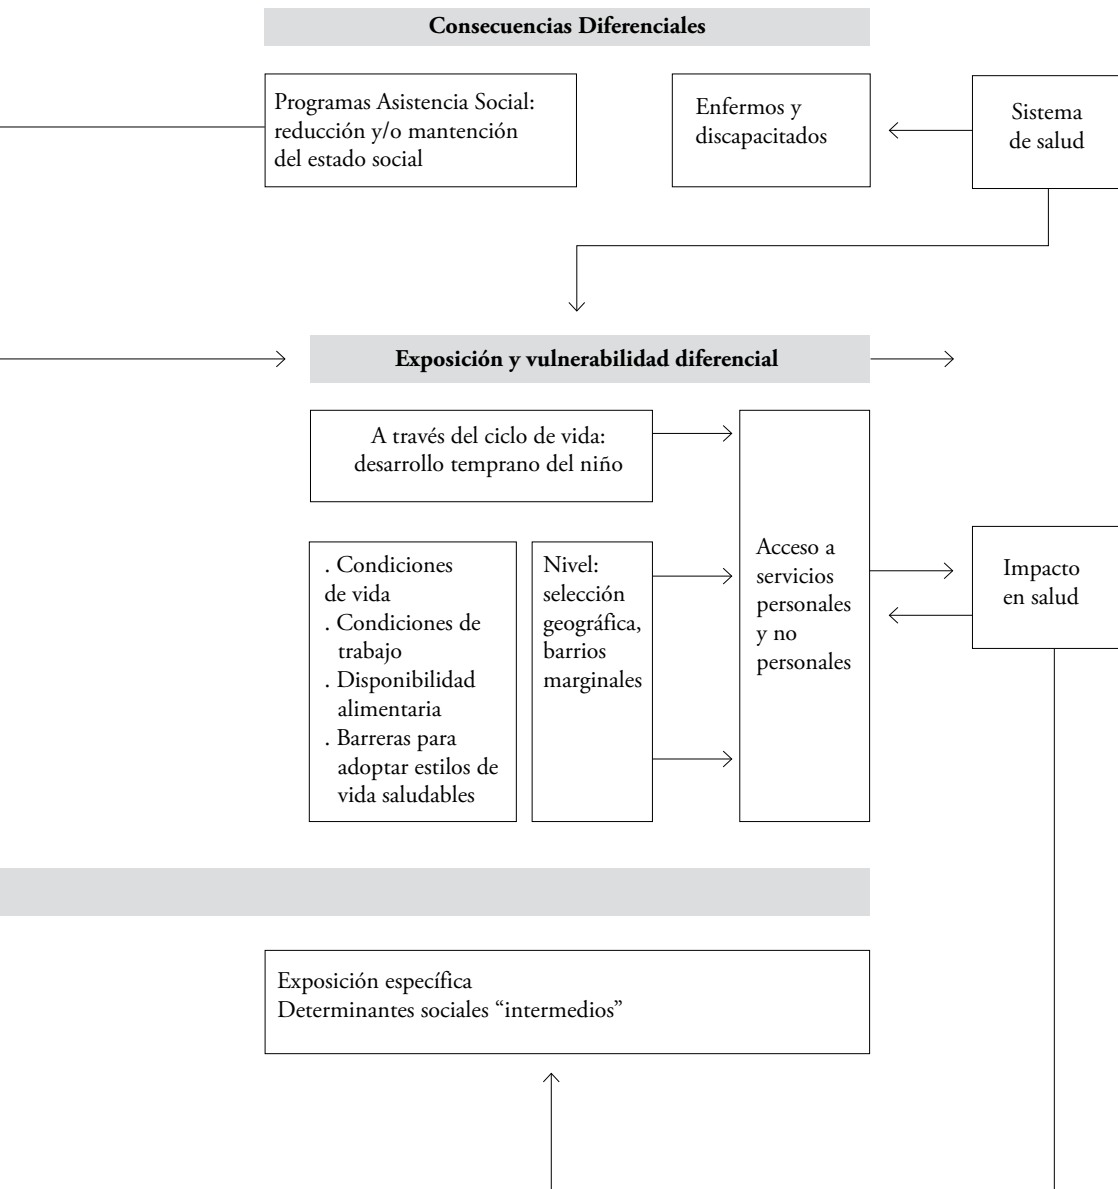 Consecuencias Diferenciales
Programas Asistencia Social:
reducción y/o mantención
del estado social
Enfermos y
discapacitados
Sistema
de salud
Exposición y vulnerabilidad diferencial
A través del ciclo de vida:
desarrollo temprano del niño
. Condiciones
de vida
. Condiciones de
trabajo
. Disponibilidad
alimentaria
. Barreras para
adoptar estilos de
vida saludables
Nivel:
selección
geográfica,
barrios
marginales
Acceso a
servicios
personales
y no
personales
Impacto
en salud
Exposición específica
Determinantes sociales “intermedios”